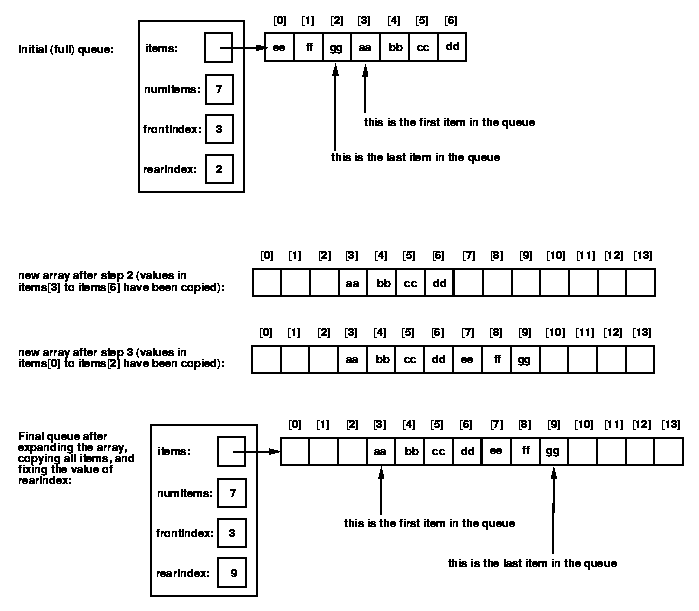 [0] [1] [2] [3] [4] [5] [6]
Initial (full) queue:
items:
ee ff gg aa bb cc dd
numItems: 7
frontIndex: 3
this is the first item in the queue
this is the last item in the queue
rearIndex: 2
[0] [1] [2] [3] [4] [5] [6] [7] [8] [9] [10] [11] [12] [13]
new array after step 2 (values in
items[3] to items[6] have been copied):
aa bb cc dd
[0] [1] [2] [3] [4] [5] [6] [7] [8] [9] [10] [11] [12] [13]
new array after step 3 (values in
items[0] to items[2] have been copied):
aa bb cc dd ee ff gg
[0] [1] [2] [3] [4] [5] [6] [7] [8] [9] [10] [11] [12] [13]
Final queue after
expanding the array,
copying all items, and
fixing the value of
rearIndex:
items:
aa bb cc dd ee ff gg
numItems: 7
this is the first item in the queue
frontIndex: 3
this is the last item in the queue
rearIndex: 9